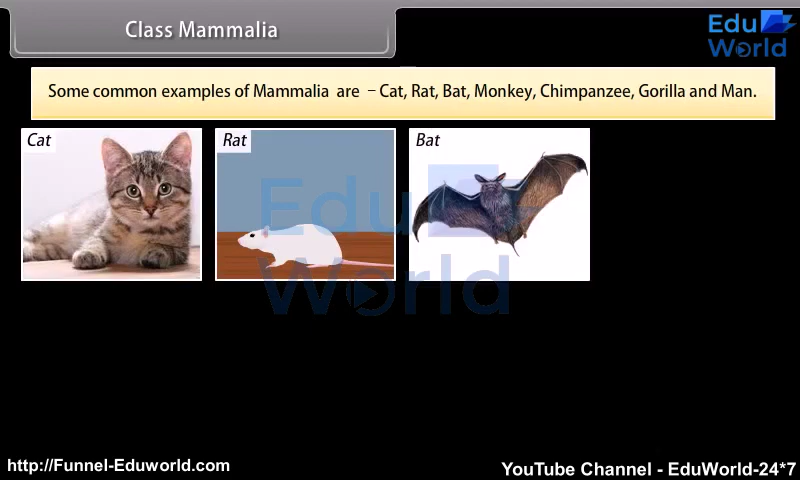 Class Mammalia
Edu
World
Some common examples of Mammalia are – Cat, Rat, Bat, Monkey, Chimpanzee, Gorilla and Man.
Cat
Rat
Bat
Edu
World
http://Funnel-Eduworld.com
YouTube Channel - EduWorld-24*7